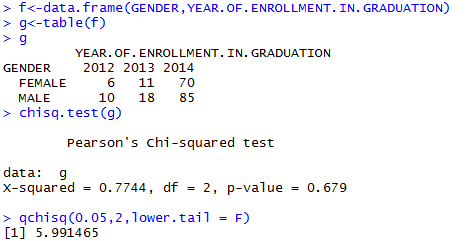 > f<-data.frame(GENDER,YEAR.OF.ENROLLMENT.IN.GRADUATION)
> g<-table(f)
> g
YEAR.OF.ENROLLMENT.IN.GRADUATION
GENDER 2012 2013 2014
FEMALE 6 11 70
MALE 10 18 85
> chisq.test(g)
Pearson's Chi-squared test
data: g
X-squared = 0.7744, df = 2, p-value = 0.679
> qchisq(0.05,2,lower.tail = F)
[1] 5.991465